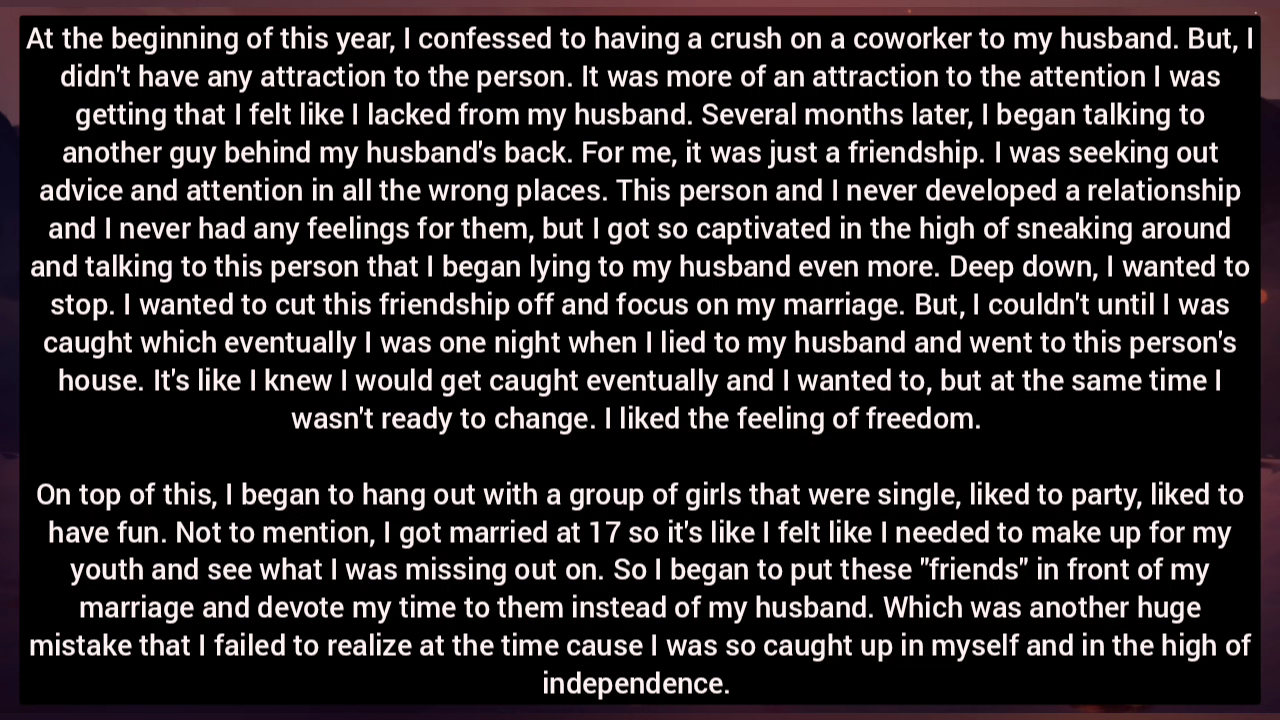 At the beginning of this year, I confessed to having a crush on a coworker to my husband. But, I
didn't have any attraction to the person. It was more of an attraction to the attention I was
getting that I felt like I lacked from my husband. Several months later, I began talking to
another guy behind my husband's back. For me, it was just a friendship. I was seeking out
advice and attention in all the wrong places. This person and I never developed a relationship
and I never had any feelings for them, but I got so captivated in the high of sneaking around
and talking to this person that I began lying to my husband even more. Deep down, I wanted to
stop. I wanted to cut this friendship off and focus on my marriage. But, I couldn't until I was
caught which eventually I was one night when I lied to my husband and went to this person's
house. It's like I knew I would get caught eventually and I wanted to, but at the same time I
wasn't ready to change. I liked the feeling of freedom.
On top of this, I began to hang out with a group of girls that were single, liked to party, liked to
have fun. Not to mention, I got married at 17 so it's like I felt like I needed to make up for my
youth and see what I was missing out on. So I began to put these "friends" in front of my
marriage and devote my time to them instead of my husband. Which was another huge
mistake that I failed to realize at the time cause I was so caught up in myself and in the high of
independence.